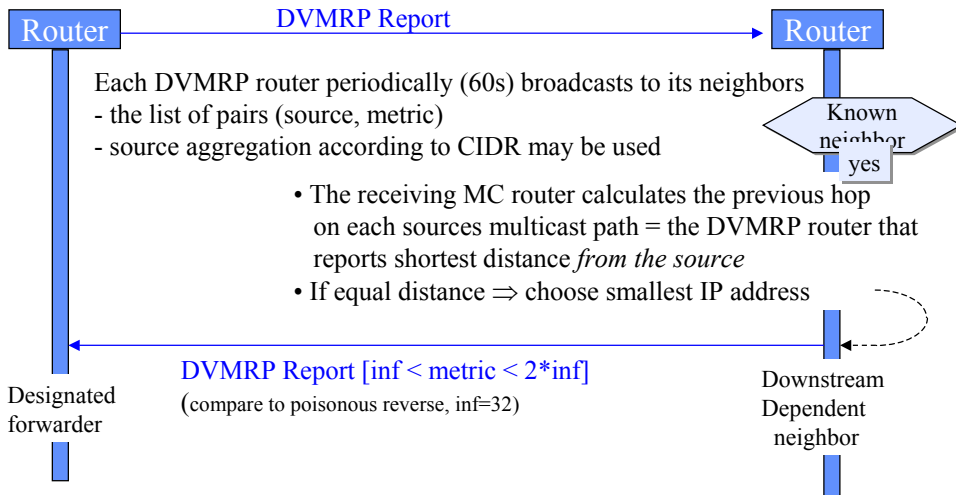 DVMRP Report
Router
Router
Each DVMRP router periodically (60s) broadcasts to its neighbors
- the list of pairs (source, metric)
- source aggregation according to CIDR may be used
Known
neighbor
yes
• The receiving MC router calculates the previous hop
on each sources multicast path = the DVMRP router that
reports shortest distance from the source
• If equal distance ⇒ choose smallest IP address
DVMRP Report [inf < metric < 2*inf]
(compare to poisonous reverse, inf=32)
Designated
forwarder
Downstream
Dependent
neighbor